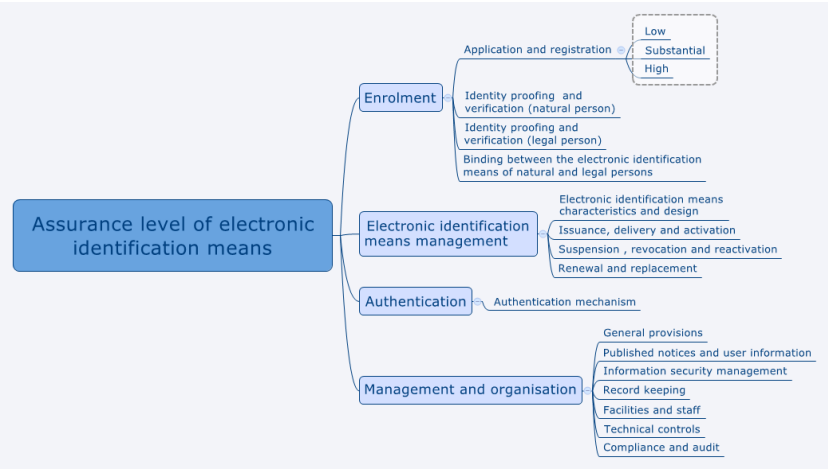 Assurance level of electronic
identification means
Enrolment
Application and registration
Low
Substantial
High
Identity proofing and
verification (natural person)
Identity proofing and
verification (legal person)
Binding between the electronic identification
means of natural and legal persons
Electronic identification
means management
Electronic identification means
characteristics and design
Issuance, delivery and activation
Suspension , revocation and reactivation
Renewal and replacement
Authentication
Authentication mechanism
Management and organisation
General provisions
Published notices and user information
Information security management
Record keeping
Facilities and staff
Technical controls
Compliance and audit